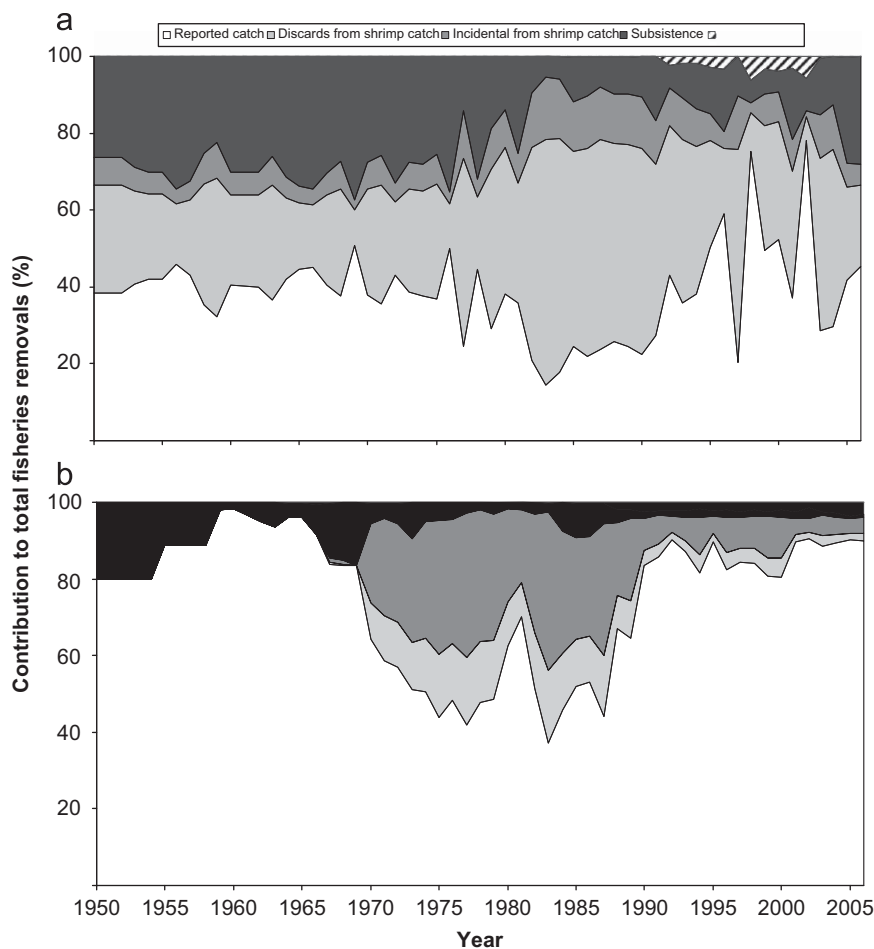 a
Reported catch Discards from shrimp catch Incidental from shrimp catch Subsistence
100
80
60
40
20
Contribution to total fisheries removals (%)
b
100
80
60
40
20
1950 1955 1960 1965 1970 1975 1980 1985 1990 1995 2000 2005
Year